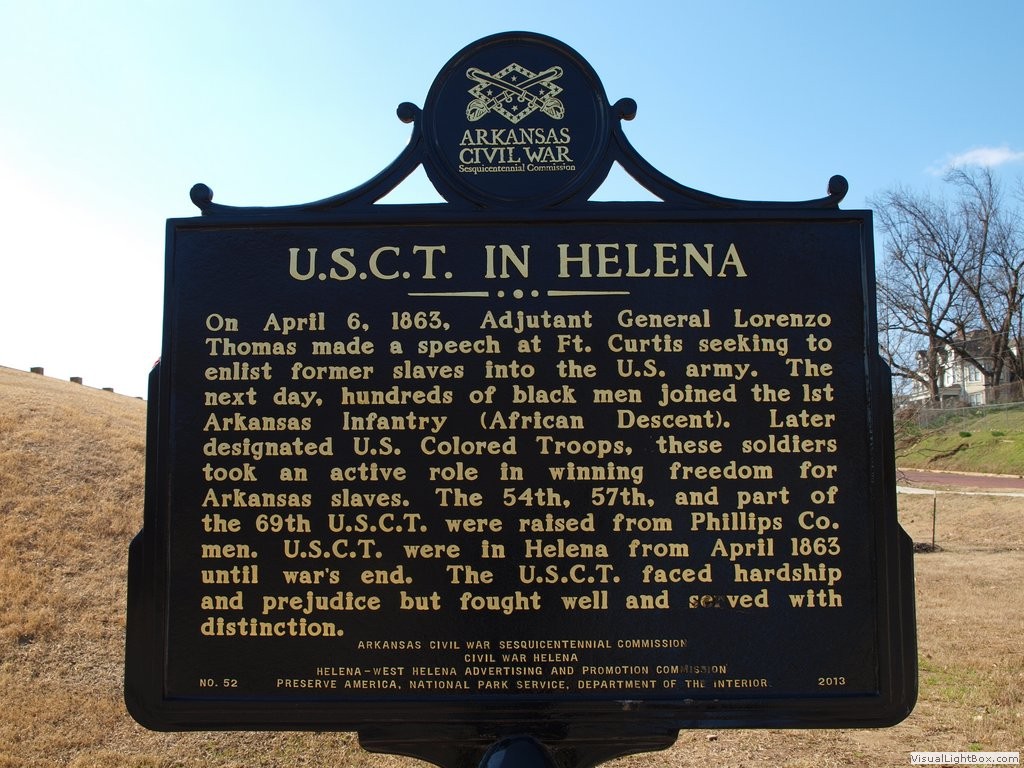 ARKANSAS
CIVIL WAR
Sesquicentennial Commission
U.S.C.T. IN HELENA
On April 6, 1863, Adjutant General Lorenzo
Thomas made a speech at Ft. Curtis seeking to
enlist former slaves into the U.S. army. The
next day, hundreds of black men joined the 1st
Arkansas Infantry (African Descent). Later
designated U.S. Colored Troops, these soldiers
took an active role in winning freedom for
Arkansas slaves. The 54th, 57th, and part of
the 69th U.S.C.T. were raised from Phillips Co.
men. U.S.C.T. were in Helena from April 1863
until war's end. The U.S.C.T. faced hardship
and prejudice but fought well and served with
distinction.
ARKANSAS CIVIL WAR SESQUICENTENNIAL COMMISSION
CIVIL WAR HELENA
HELENA-WEST HELENA ADVERTISING AND PROMOTION COMMISSION
NO. 52 PRESERVE AMERICA, NATIONAL PARK SERVICE, DEPARTMENT OF THE INTERIOR 2013
VisualLightBox.com